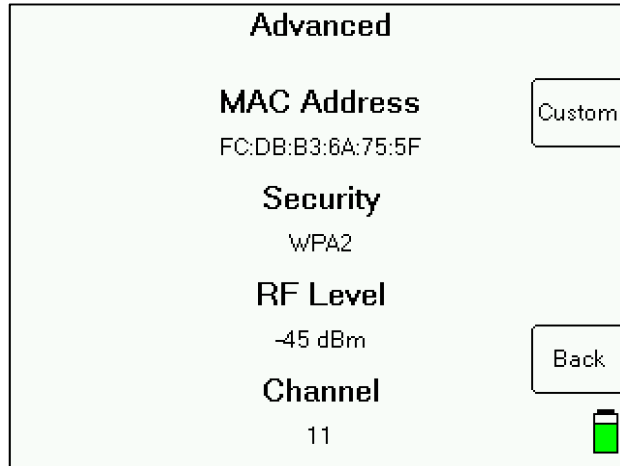 Advanced
MAC Address
Custom
FC:DB:B3:6A:75:5F
Security
WPA2
RF Level
-45 dBm
Back
Channel
11